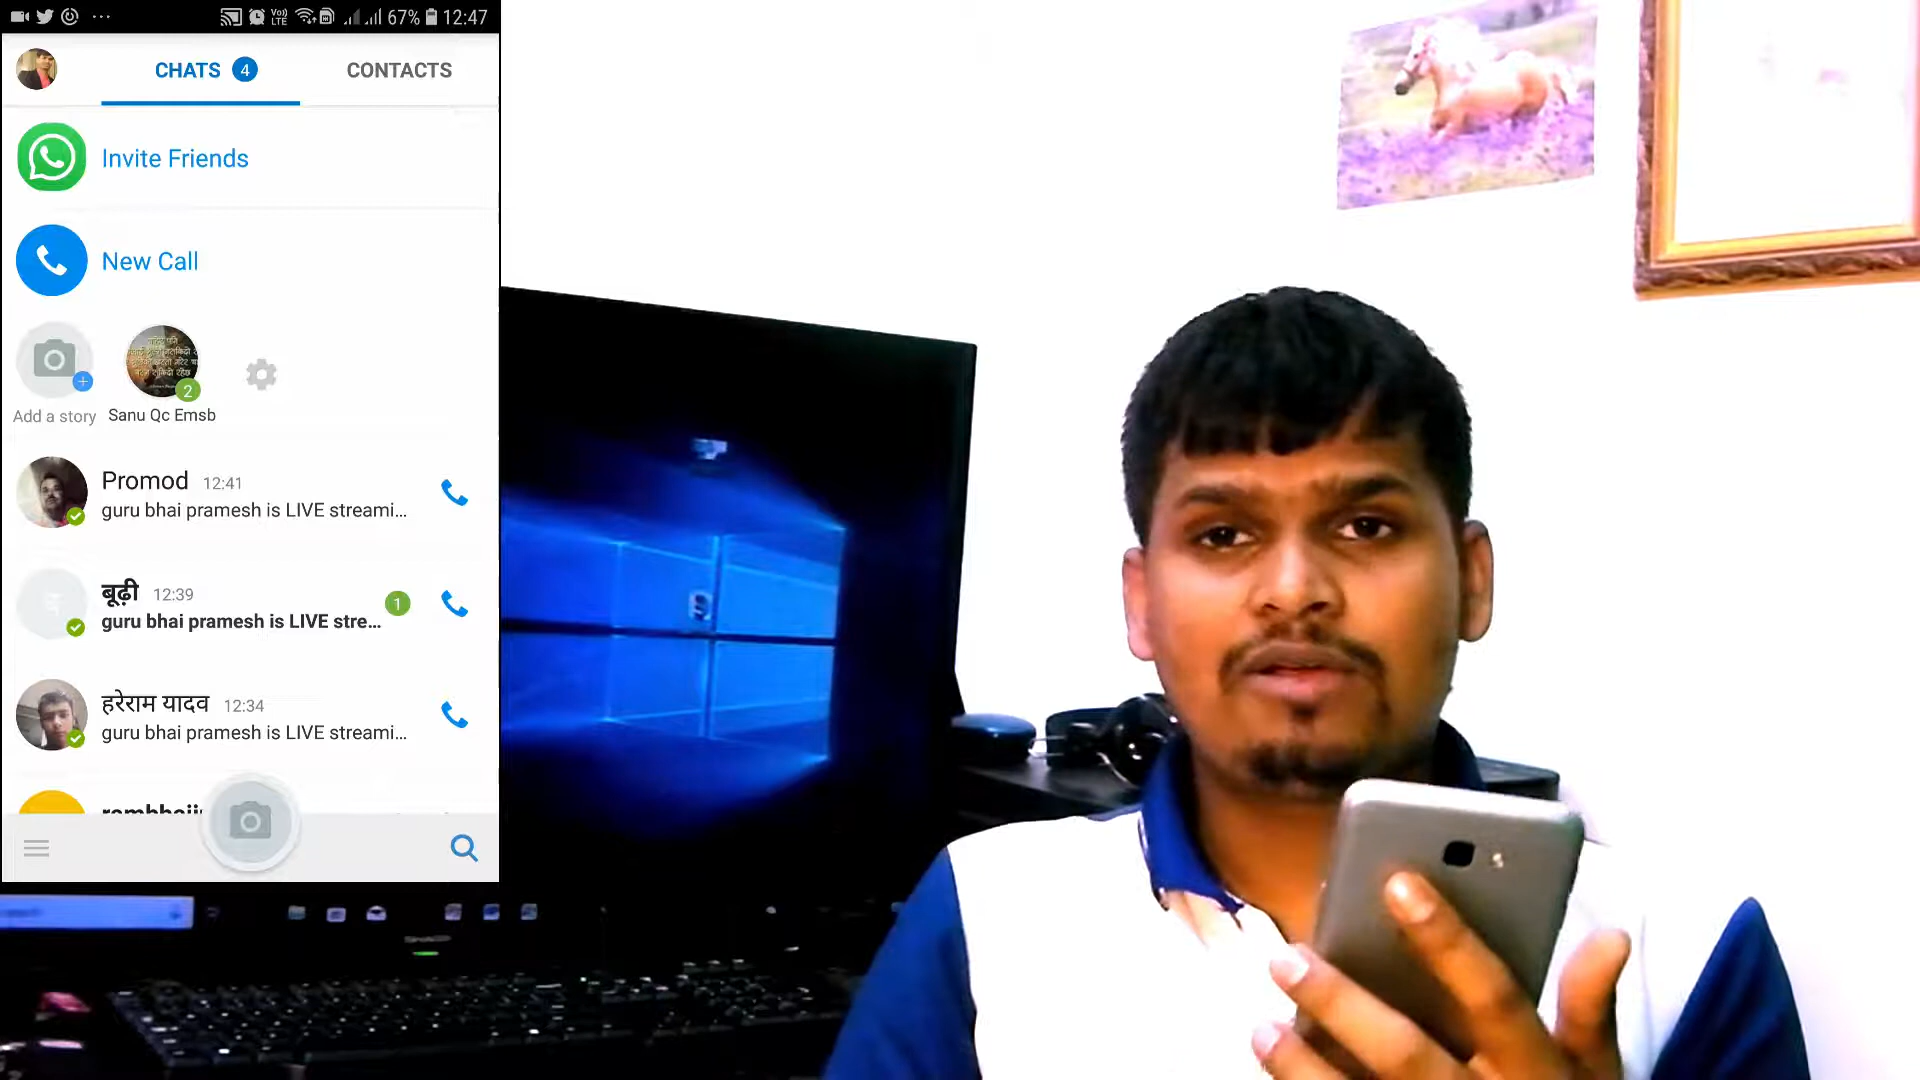 67% 12:47
CHATS 4
CONTACTS
Invite Friends
New Call
2
Add a story
Sanu Qc Emsb
Promod 12:41
guru bhai pramesh is LIVE streami...
बूढ़ी 12:39
guru bhai pramesh is LIVE stre...
1
हरेराम यादव 12:34
guru bhai pramesh is LIVE streami...